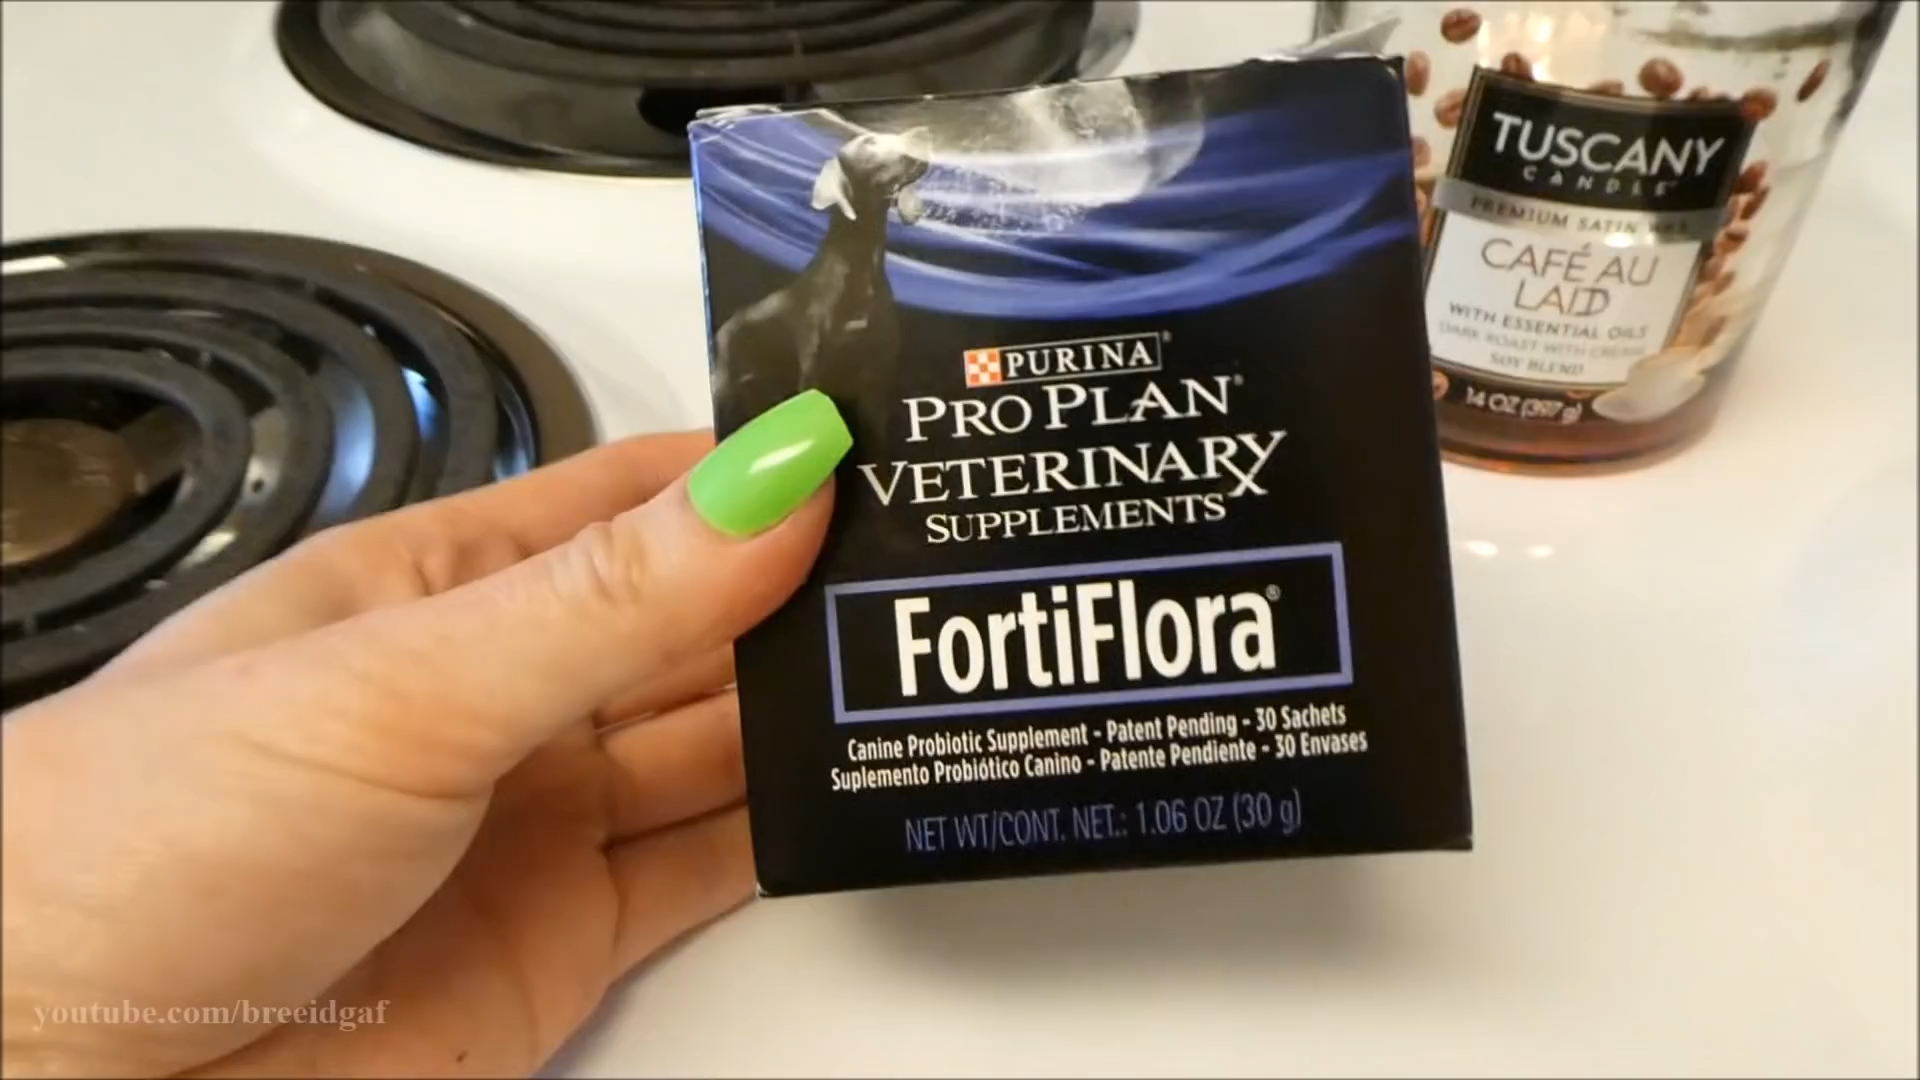 PURINA®
PRO PLAN®
VETERINARY
SUPPLEMENTS
FortiFlora®
Canine Probiotic Supplement - Patent Pending - 30 Sachets
Suplemento Probiótico Canino - Patente Pendiente - 30 Envases
NET WT/CONT. NET.: 1.06 OZ (30 g)
TUSCANY
CANDLE
PREMIUM SATIN WAX
CAFÉ AU
LAIT
WITH ESSENTIAL OILS
DARK ROAST WITH CREAM
SOY BLEND
14 OZ (397 g)
youtube.com/breeidgaf